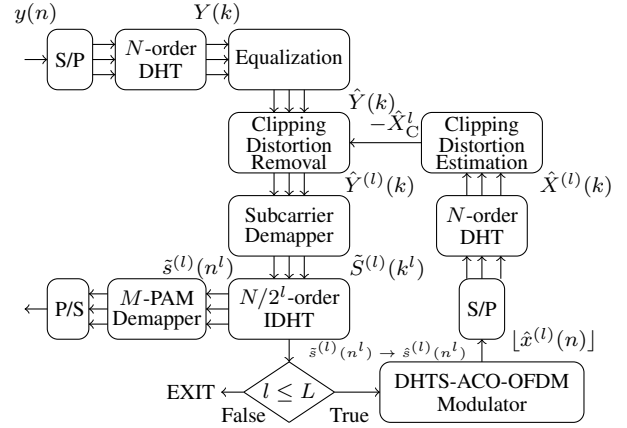 y(n)
Y(k)
S/P
N-order
DHT
Equalization
Ŷ(k)
−X̂_C^l
Clipping
Distortion
Removal
Clipping
Distortion
Estimation
Ŷ^(l)(k)
X̂^(l)(k)
Subcarrier
Demapper
N-order
DHT
s̃^(l)(n^l)
S̃^(l)(k^l)
P/S
M-PAM
Demapper
N/2^l-order
IDHT
S/P
s̃^(l)(n^l) → ŝ^(l)(n^l)
⌊x̂^(l)(n)⌋
EXIT
l ≤ L
False
True
DHTS-ACO-OFDM
Modulator